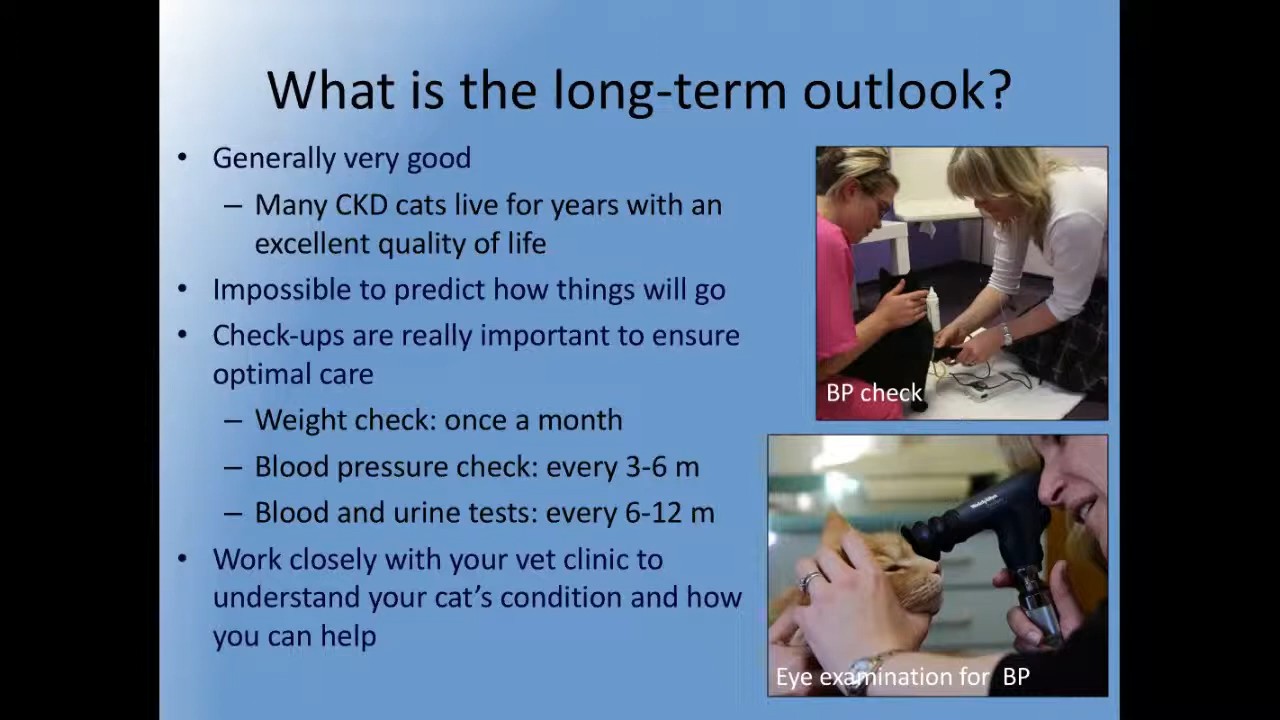 What is the long-term outlook?
• Generally very good
– Many CKD cats live for years with an
excellent quality of life
• Impossible to predict how things will go
• Check-ups are really important to ensure
optimal care
– Weight check: once a month
– Blood pressure check: every 3-6 m
– Blood and urine tests: every 6-12 m
• Work closely with your vet clinic to
understand your cat's condition and how
you can help
BP check
WelchAllyn
Eye examination for BP